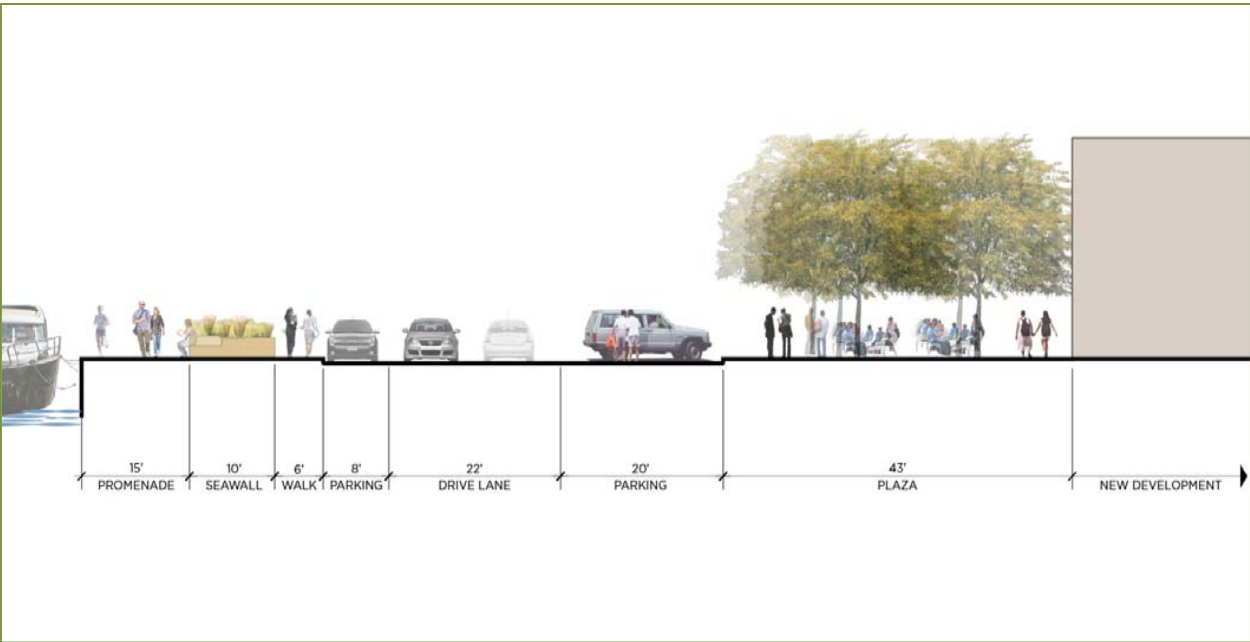 15' 10' 6' 8' 22' 20' 43'
PROMENADE SEAWALL WALK PARKING DRIVE LANE PARKING PLAZA NEW DEVELOPMENT